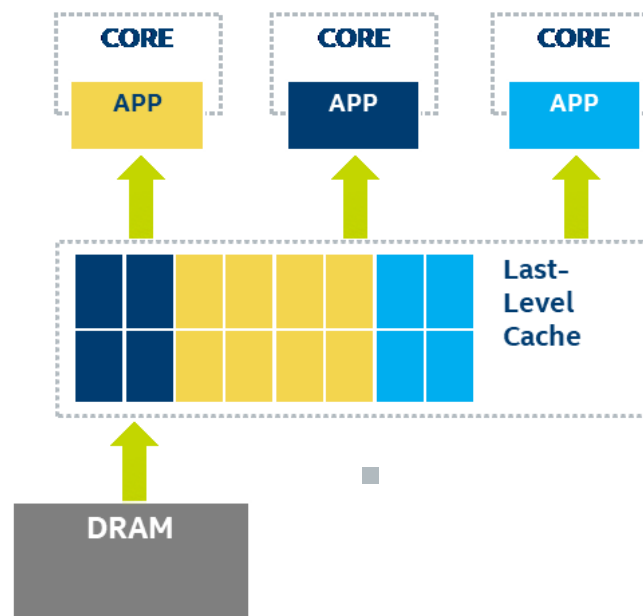 CORE
CORE
CORE
APP
APP
APP
Last-
Level
Cache
DRAM